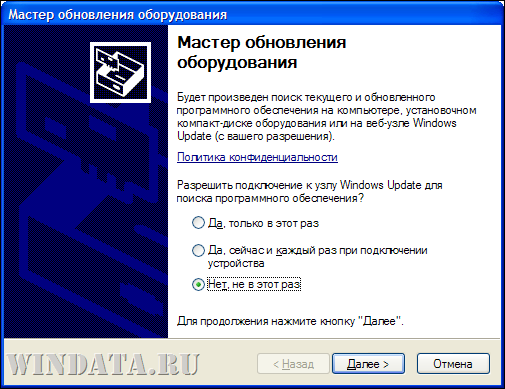 Мастер обновления оборудования
Мастер обновления
оборудования
Будет произведен поиск текущего и обновленного
программного обеспечения на компьютере, установочном
компакт-диске оборудования или на веб-узле Windows
Update (с вашего разрешения).
Политика конфиденциальности
Разрешить подключение к узлу Windows Update для
поиска программного обеспечения?
Да, только в этот раз
Да, сейчас и каждый раз при подключении
устройства
Нет, не в этот раз
Для продолжения нажмите кнопку "Далее".
WINDATA.RU
< Назад
Далее >
Отмена